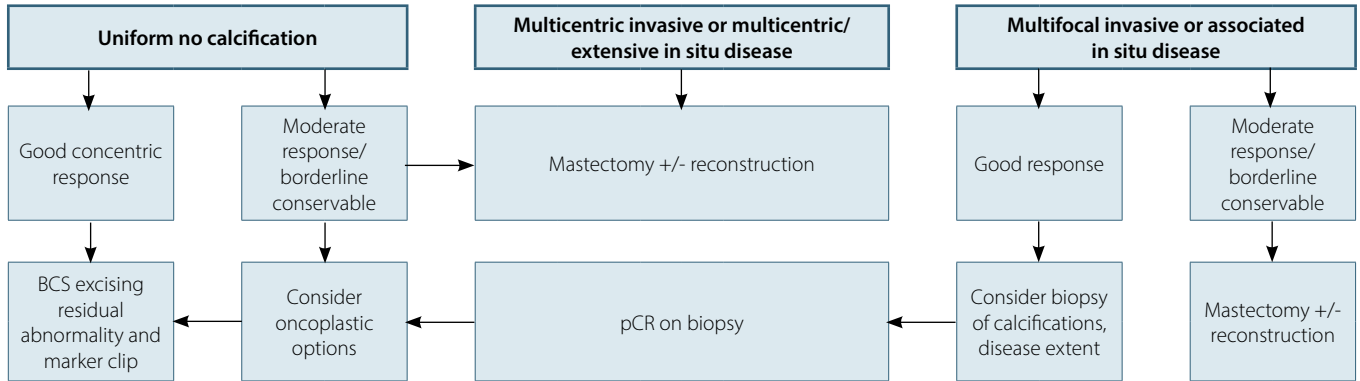 Uniform no calcification
Multicentric invasive or multicentric/
extensive in situ disease
Multifocal invasive or associated
in situ disease
Good concentric
response
Moderate
response/
borderline
conservable
Mastectomy +/- reconstruction
Good response
Moderate
response/
borderline
conservable
BCS excising
residual
abnormality and
marker clip
Consider
oncoplastic
options
pCR on biopsy
Consider biopsy
of calcifications,
disease extent
Mastectomy +/-
reconstruction